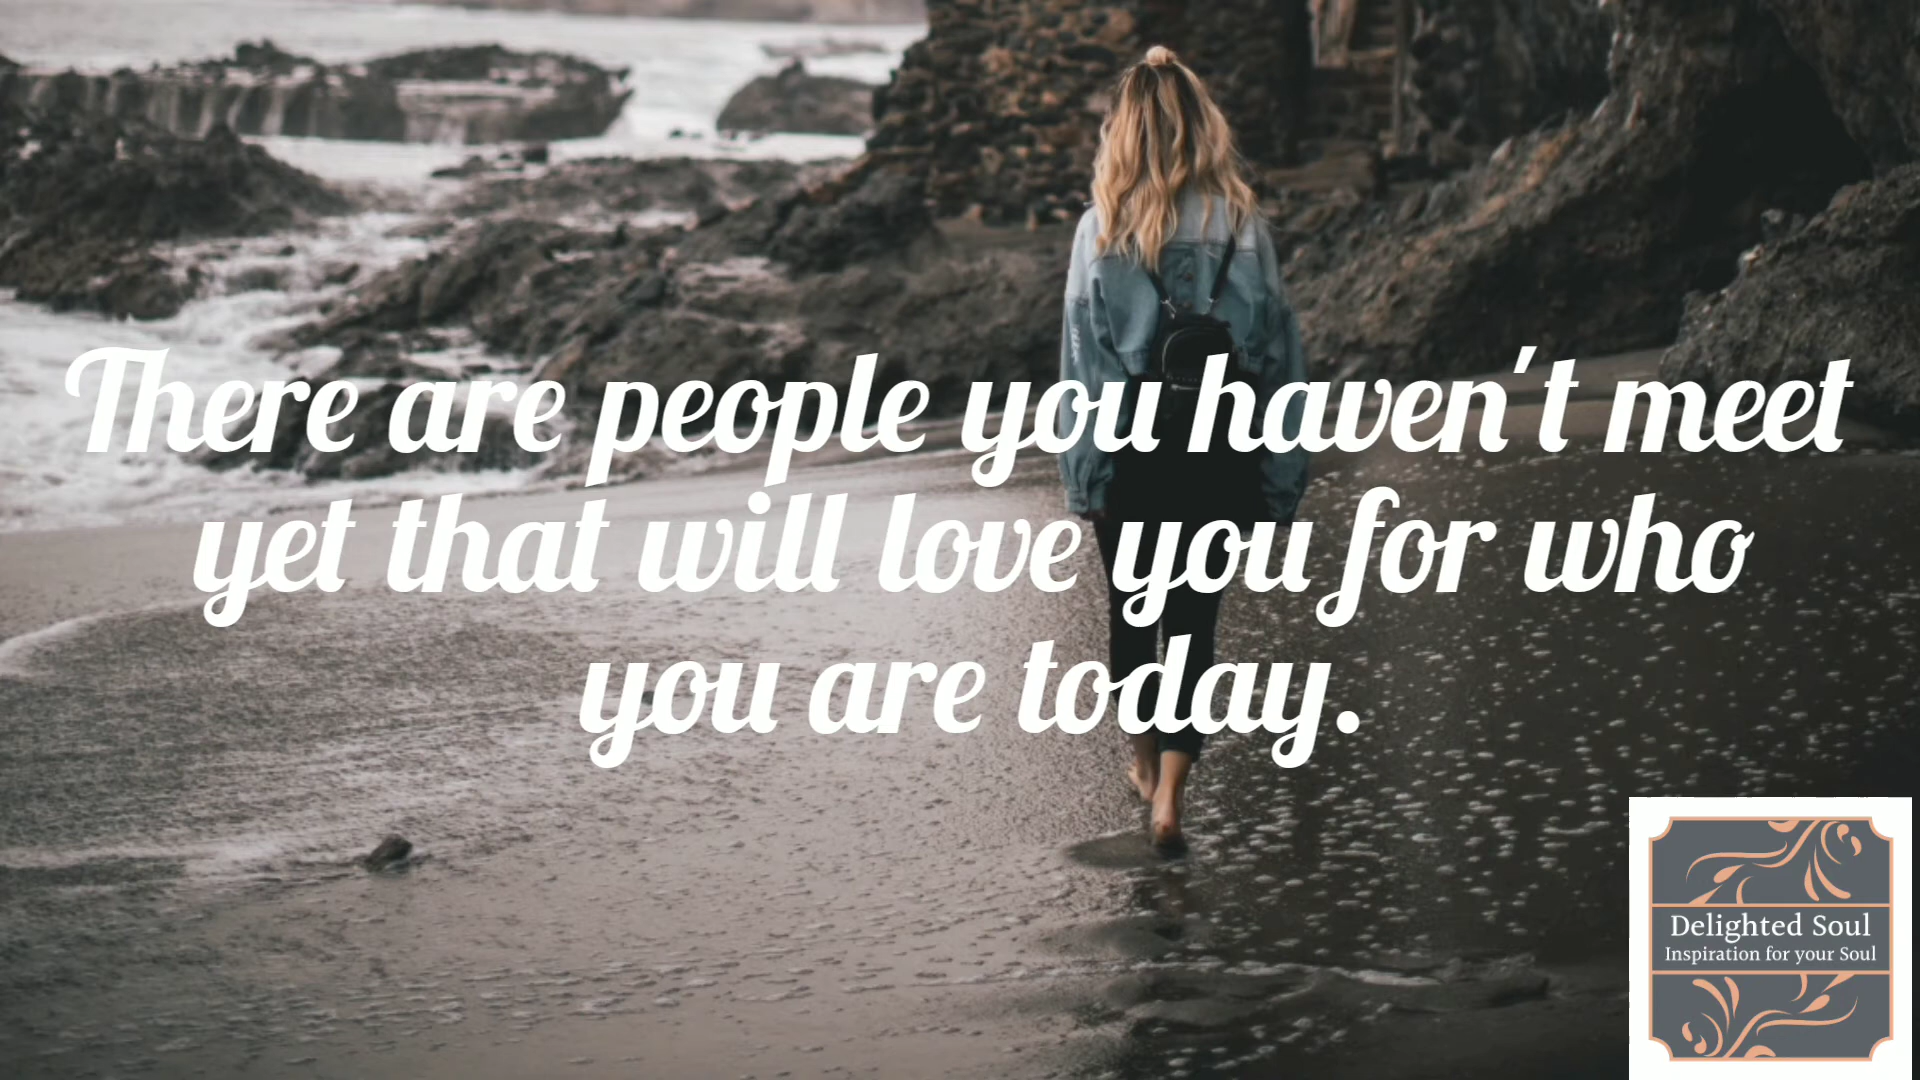 There are people you haven't meet
yet that will love you for who
you are today.
Delighted Soul
Inspiration for your Soul